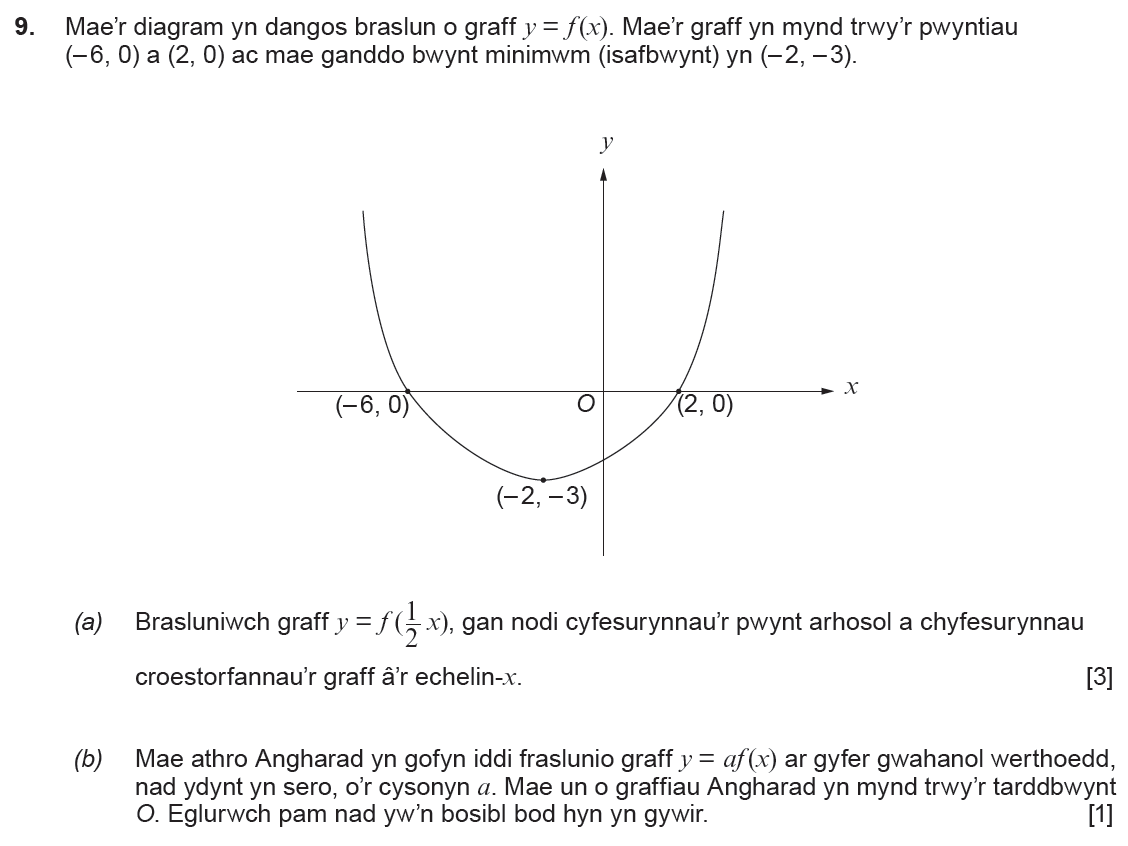 9. Mae'r diagram yn dangos braslun o graff y = f(x). Mae'r graff yn mynd trwy'r pwyntiau
(−6, 0) a (2, 0) ac mae ganddo bwynt minimwm (isafbwynt) yn (−2, −3).
y
x
(−6, 0)
O
(2, 0)
(−2, −3)
(a) Brasluniwch graff y = f(1/2 x), gan nodi cyfesurynnau'r pwynt arhosol a chyfesurynnau
croestorfannau'r graff â'r echelin-x. [3]
(b) Mae athro Angharad yn gofyn iddi fraslunio graff y = af(x) ar gyfer gwahanol werthoedd,
nad ydynt yn sero, o'r cysonyn a. Mae un o graffiau Angharad yn mynd trwy'r tarddbwynt
O. Eglurwch pam nad yw'n bosibl bod hyn yn gywir. [1]